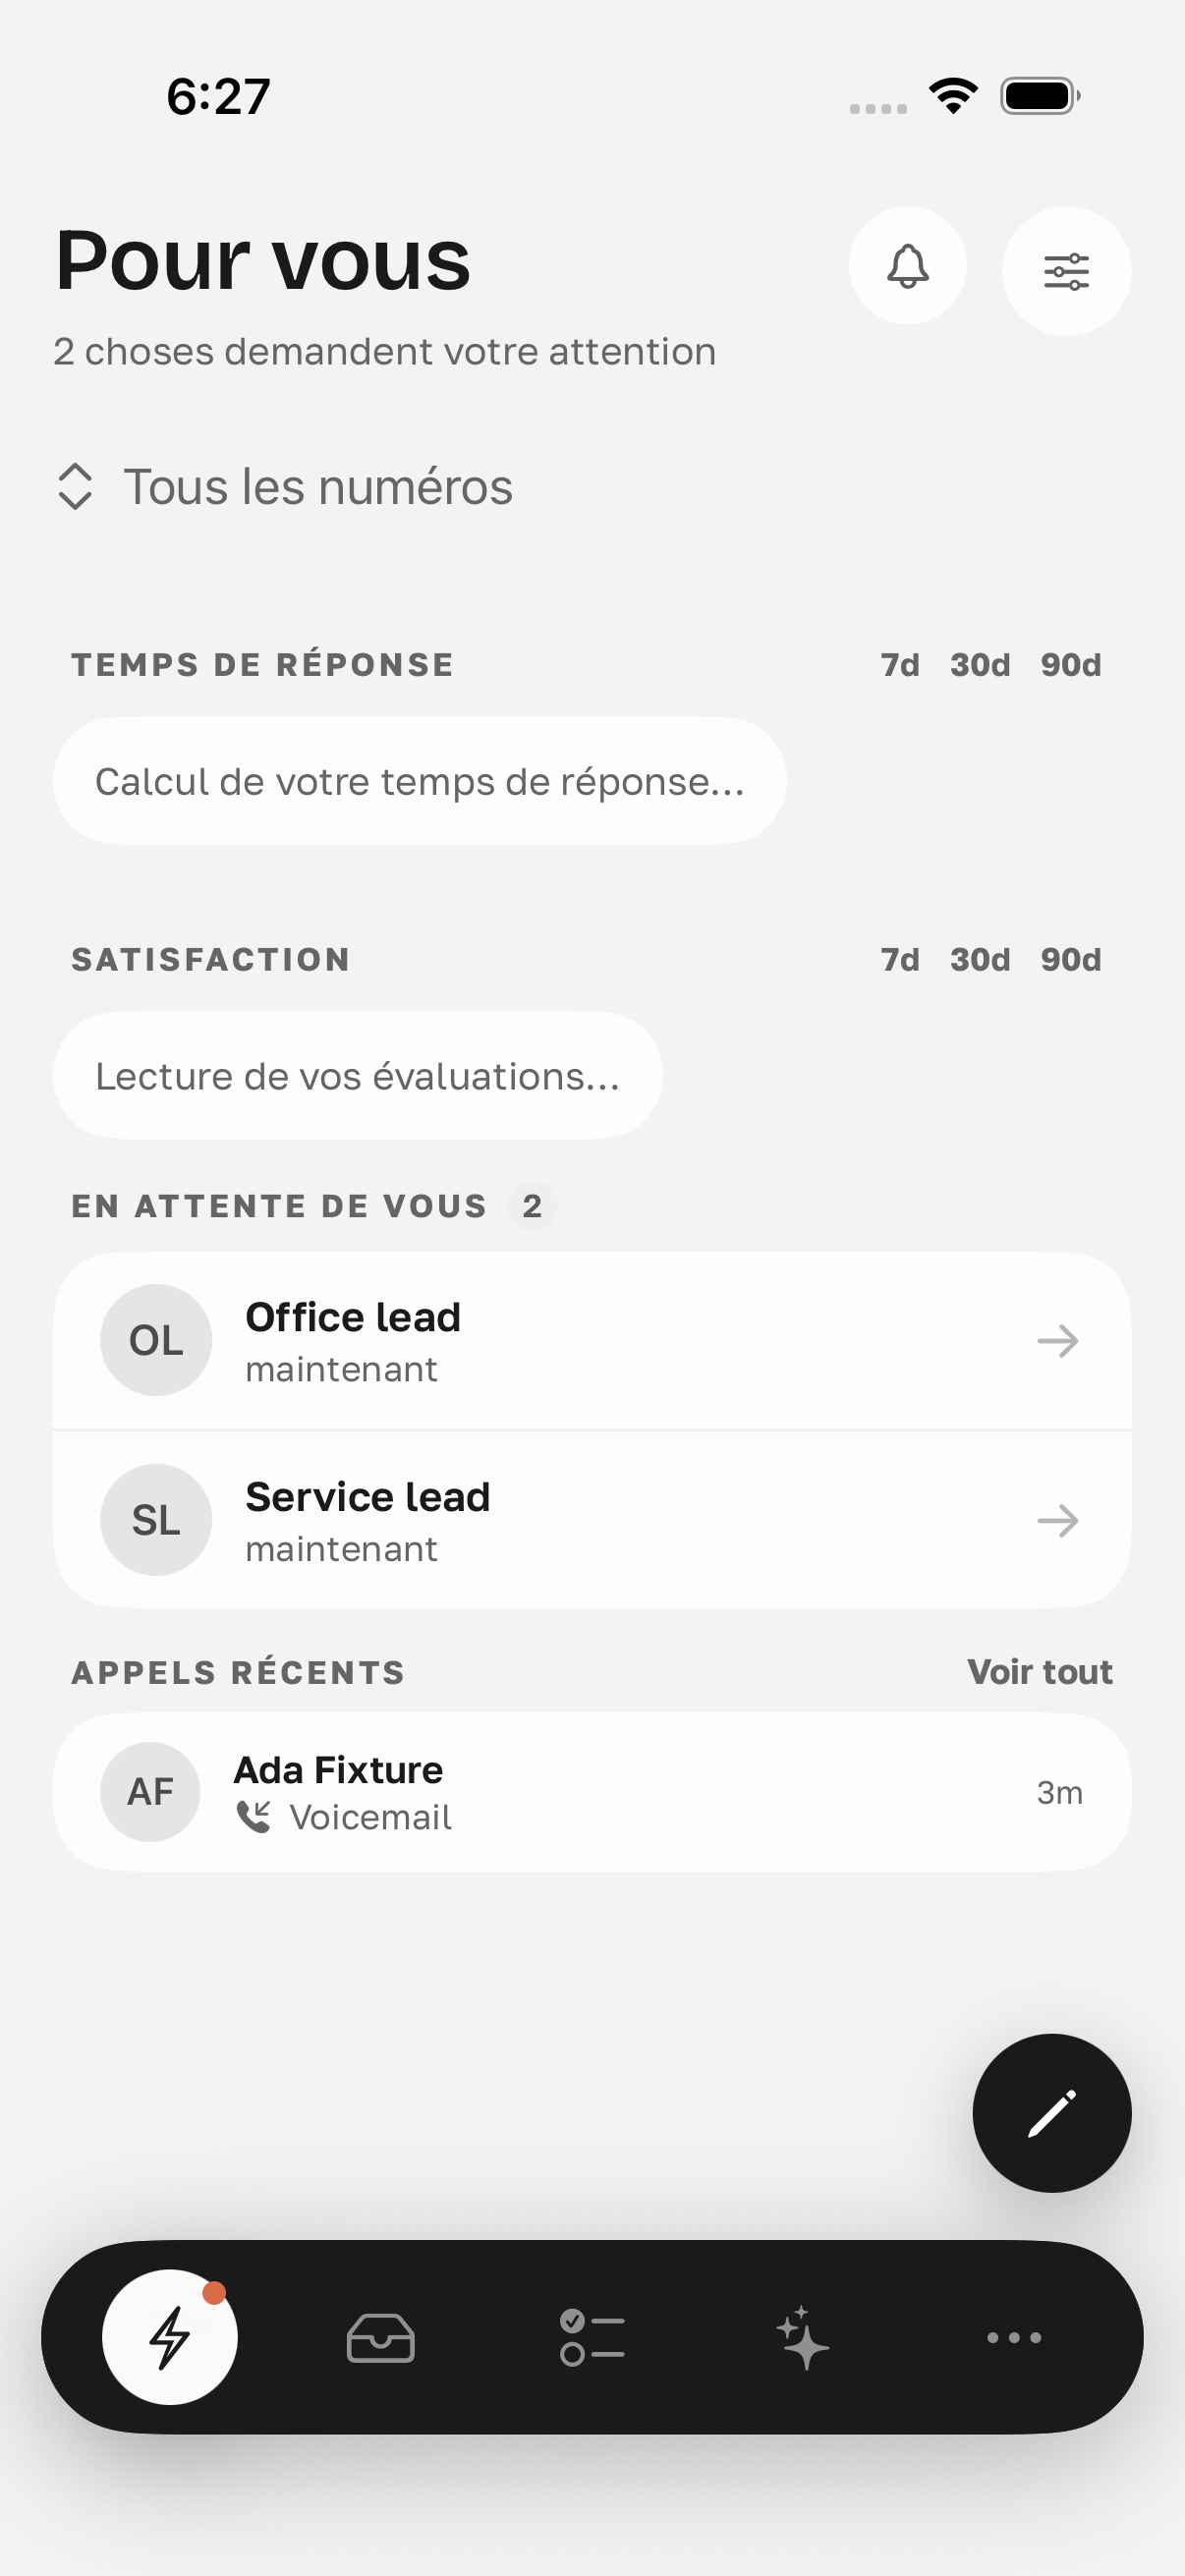 6:27
Pour vous
2 choses demandent votre attention
Tous les numéros
TEMPS DE RÉPONSE 7d 30d 90d
Calcul de votre temps de réponse...
SATISFACTION 7d 30d 90d
Lecture de vos évaluations...
EN ATTENTE DE VOUS 2
OL Office lead
maintenant
SL Service lead
maintenant
APPELS RÉCENTS Voir tout
AF Ada Fixture
Voicemail 3m